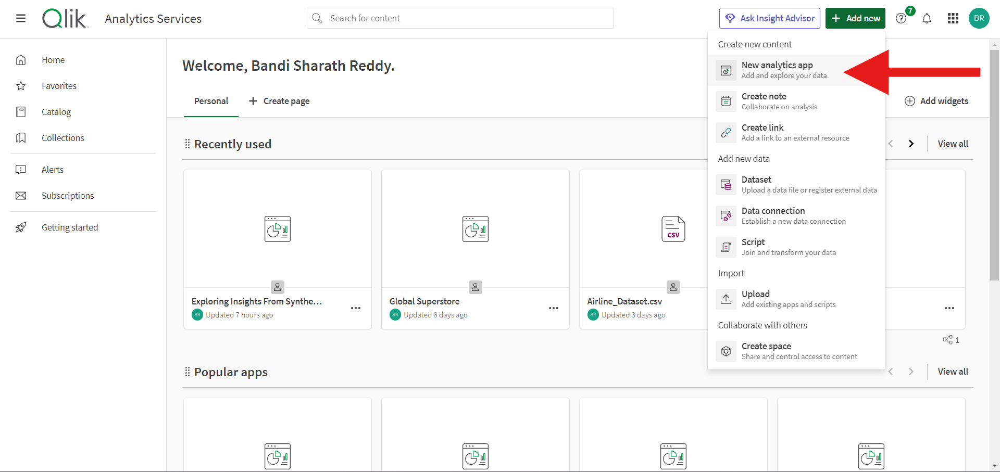 Qlik
Analytics Services
Search for content
Ask Insight Advisor
Add new
7
BR
Home
Favorites
Catalog
Collections
Alerts
Subscriptions
Getting started
Welcome, Bandi Sharath Reddy.
Personal
Create page
Add widgets
Create new content
New analytics app
Add and explore your data
Create note
Collaborate on analysis
Create link
Add a link to an external resource
Add new data
Dataset
Upload a data file or register external data
Data connection
Establish a new data connection
Script
Join and transform your data
Import
Upload
Add existing apps and scripts
Collaborate with others
Create space
Share and control access to content
Recently used
View all
CSV
Exploring Insights From Synthe...
BR Updated 7 hours ago
Global Superstore
BR Updated 8 days ago
Airline_Dataset.csv
BR Updated 3 days ago
1
Popular apps
View all